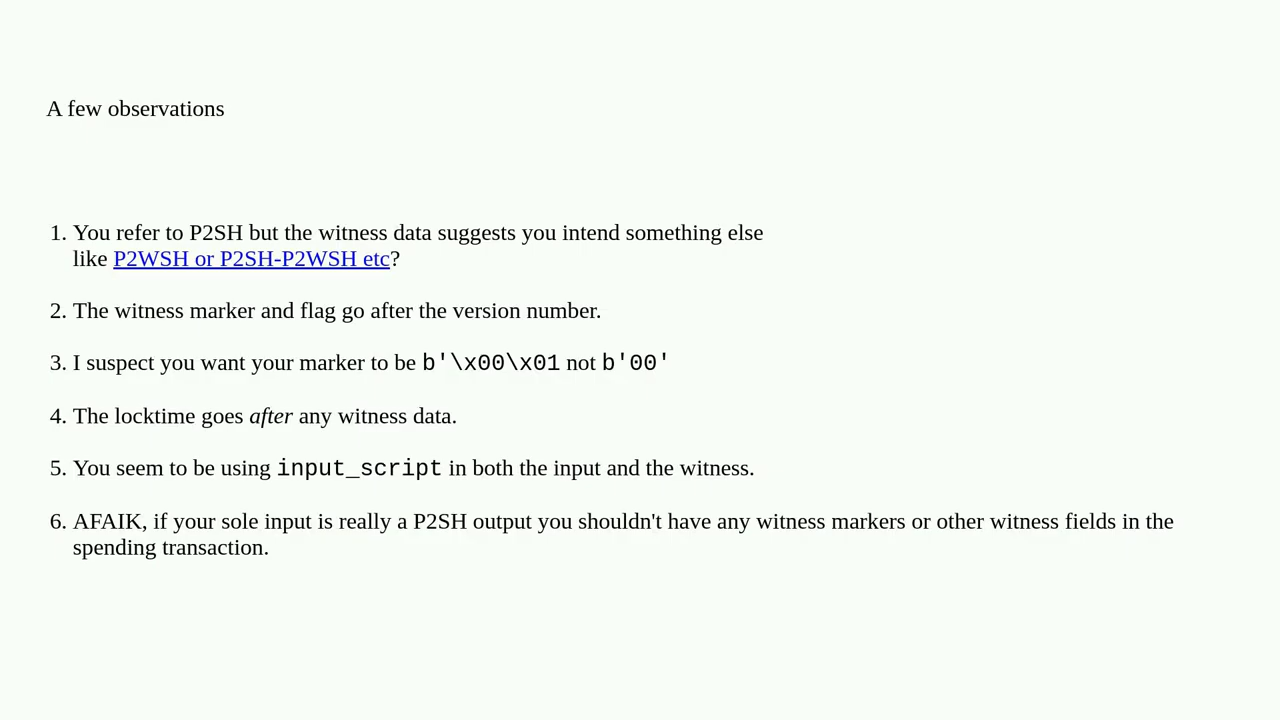 A few observations
1. You refer to P2SH but the witness data suggests you intend something else
like P2WSH or P2SH-P2WSH etc?
2. The witness marker and flag go after the version number.
3. I suspect you want your marker to be b'\x00\x01 not b'00'
4. The locktime goes after any witness data.
5. You seem to be using input_script in both the input and the witness.
6. AFAIK, if your sole input is really a P2SH output you shouldn't have any witness markers or other witness fields in the
spending transaction.